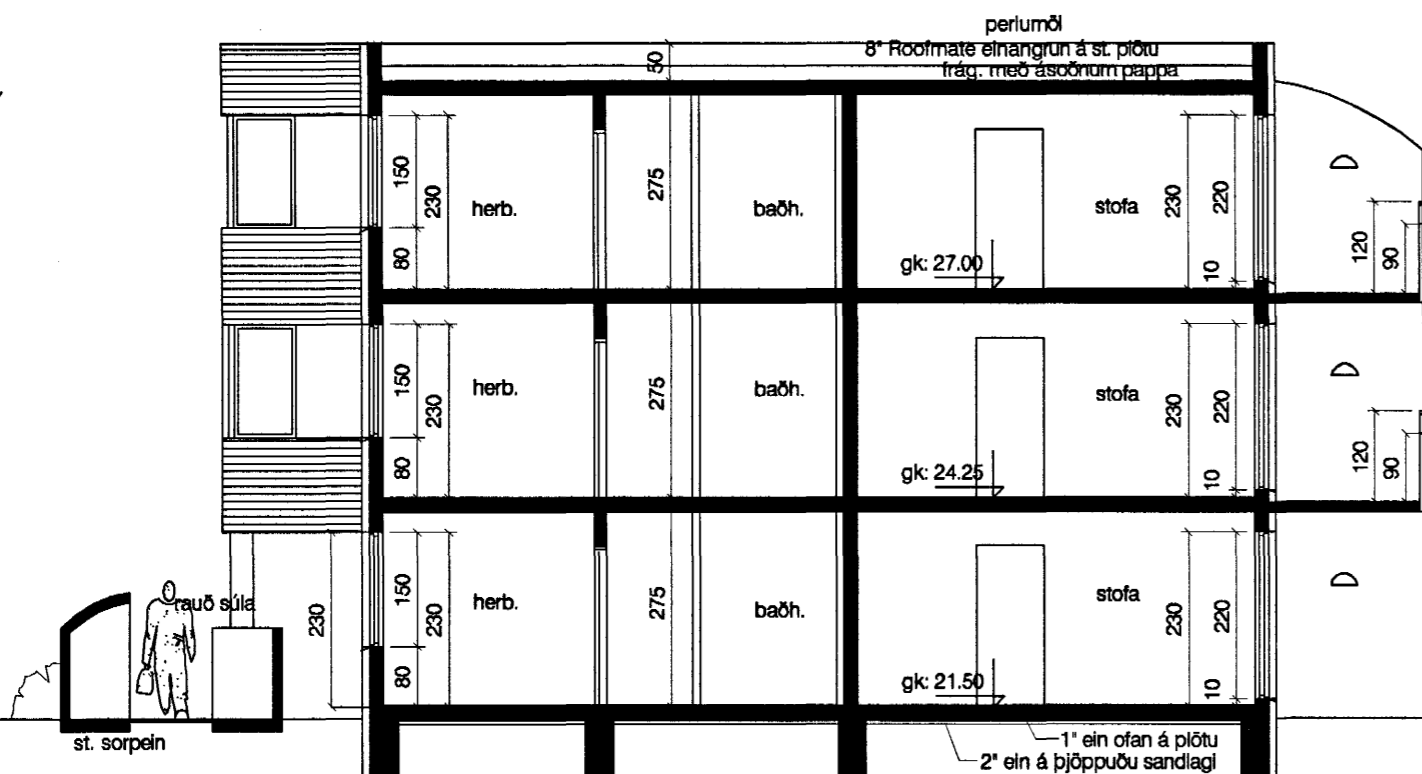 perlumöl
8" Roofmate einangrun á st. plötu
frág. með ásoðnum pappa
50
150
230
80
herb.
275
baðh.
stofa
gk: 27.00
230
220
10
120
90
150
230
80
herb.
275
baðh.
stofa
gk: 24.25
230
220
10
120
90
rauð súla
230
150
230
80
herb.
275
baðh.
stofa
gk: 21.50
230
220
10
st. sorpein
1" ein ofan á plötu
2" ein á þjöppuðu sandlagi